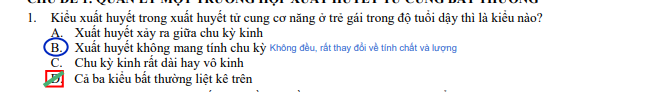 1. Kiểu xuất huyết trong xuất huyết tử cung cơ năng ở trẻ gái trong độ tuổi dậy thì là kiểu nào?
A. Xuất huyết xảy ra giữa chu kỳ kinh
B. Xuất huyết không mang tính chu kỳ Không đều, rất thay đổi về tính chất và lượng
C. Chu kỳ kinh rất dài hay vô kinh
D. Cả ba kiểu bất thường liệt kê trên